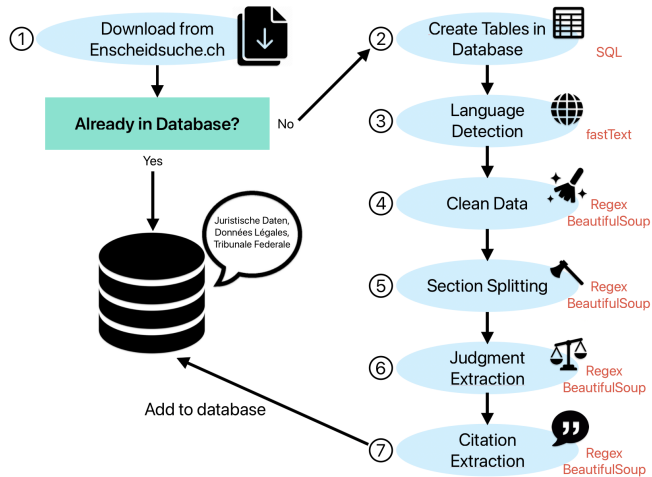 1
Download from
Enscheidsuche.ch
Already in Database?
No
Yes
Juristische Daten,
Données Légales,
Tribunale Federale
2
Create Tables in
Database
SQL
3
Language
Detection
fastText
4
Clean Data
Regex
BeautifulSoup
5
Section Splitting
Regex
BeautifulSoup
6
Judgment
Extraction
Regex
BeautifulSoup
7
Citation
Extraction
Regex
BeautifulSoup
Add to database